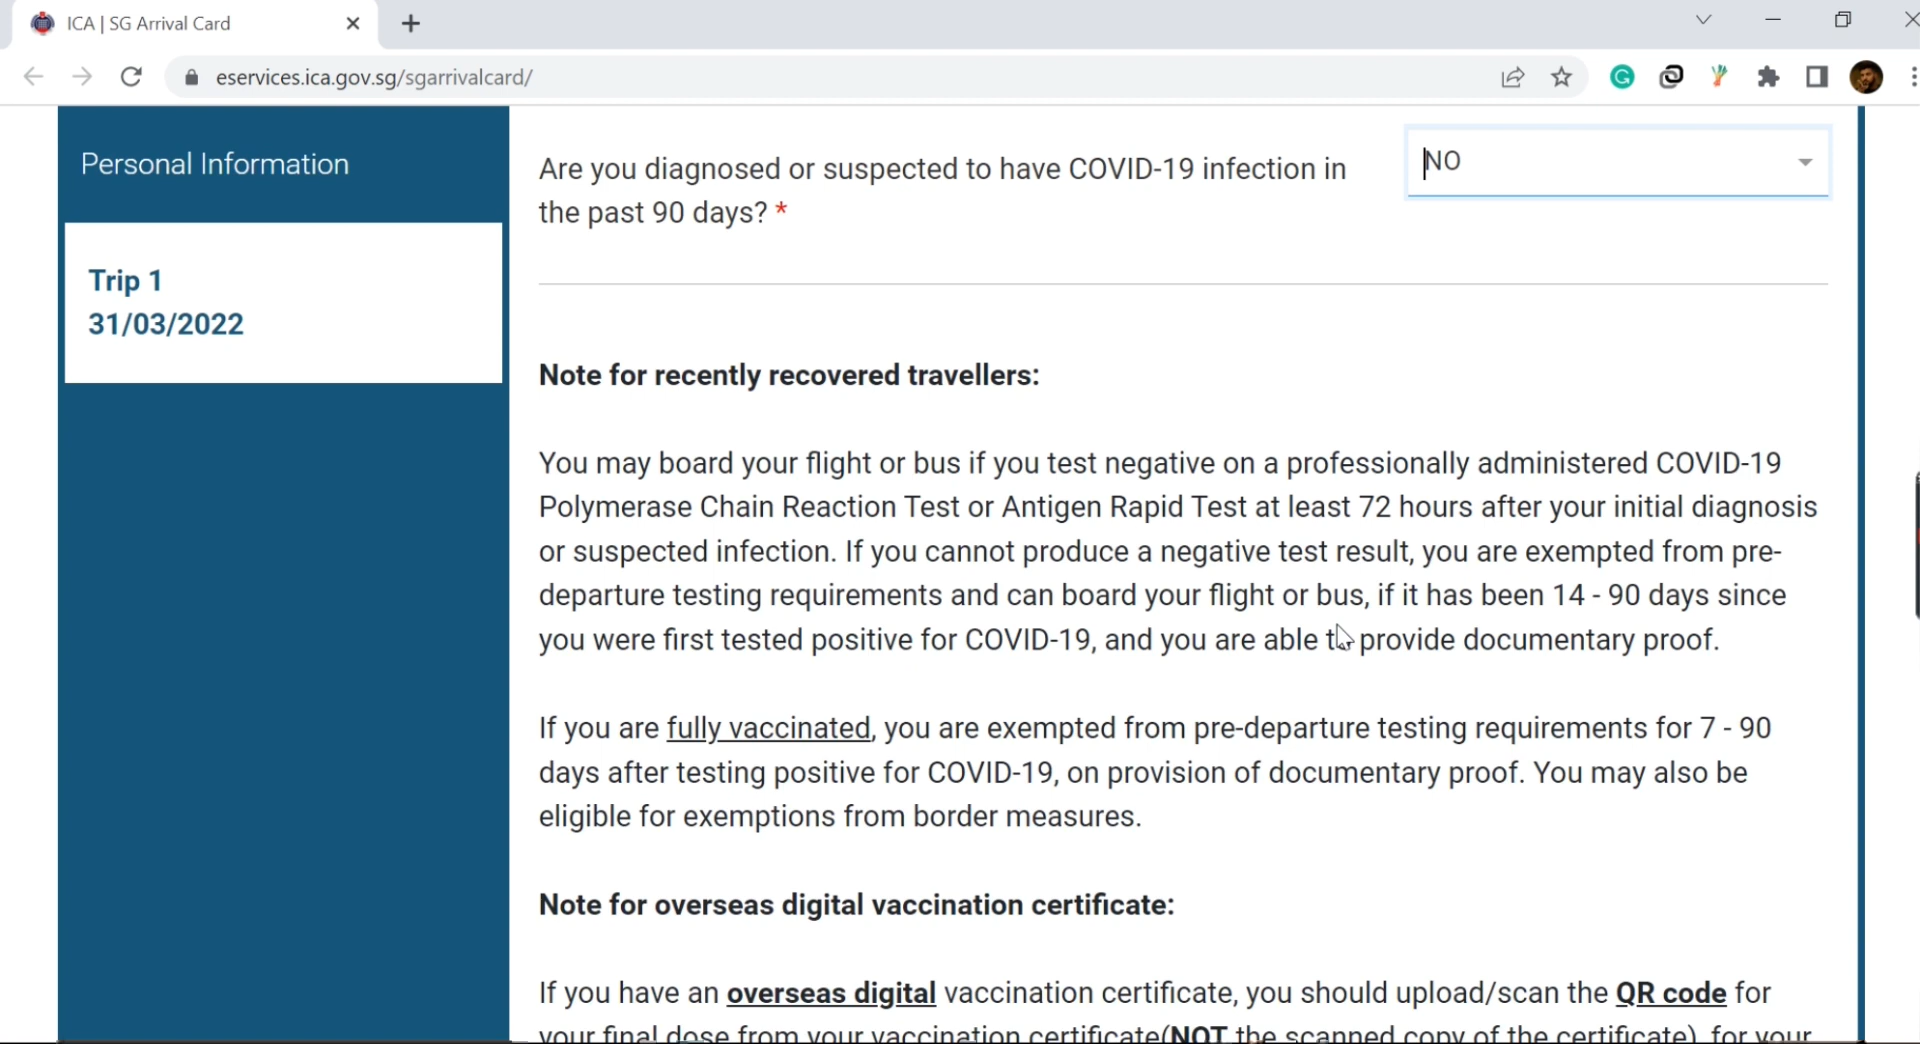 ICA | SG Arrival Card
eservices.ica.gov.sg/sgarrivalcard/
Personal Information
Trip 1
31/03/2022
Are you diagnosed or suspected to have COVID-19 infection in
the past 90 days? *
NO
Note for recently recovered travellers:
You may board your flight or bus if you test negative on a professionally administered COVID-19
Polymerase Chain Reaction Test or Antigen Rapid Test at least 72 hours after your initial diagnosis
or suspected infection. If you cannot produce a negative test result, you are exempted from pre-
departure testing requirements and can board your flight or bus, if it has been 14 - 90 days since
you were first tested positive for COVID-19, and you are able to provide documentary proof.
If you are fully vaccinated, you are exempted from pre-departure testing requirements for 7 - 90
days after testing positive for COVID-19, on provision of documentary proof. You may also be
eligible for exemptions from border measures.
Note for overseas digital vaccination certificate:
If you have an overseas digital vaccination certificate, you should upload/scan the QR code for
your final dose from your vaccination certificate(NOT the scanned copy of the certificate), for your